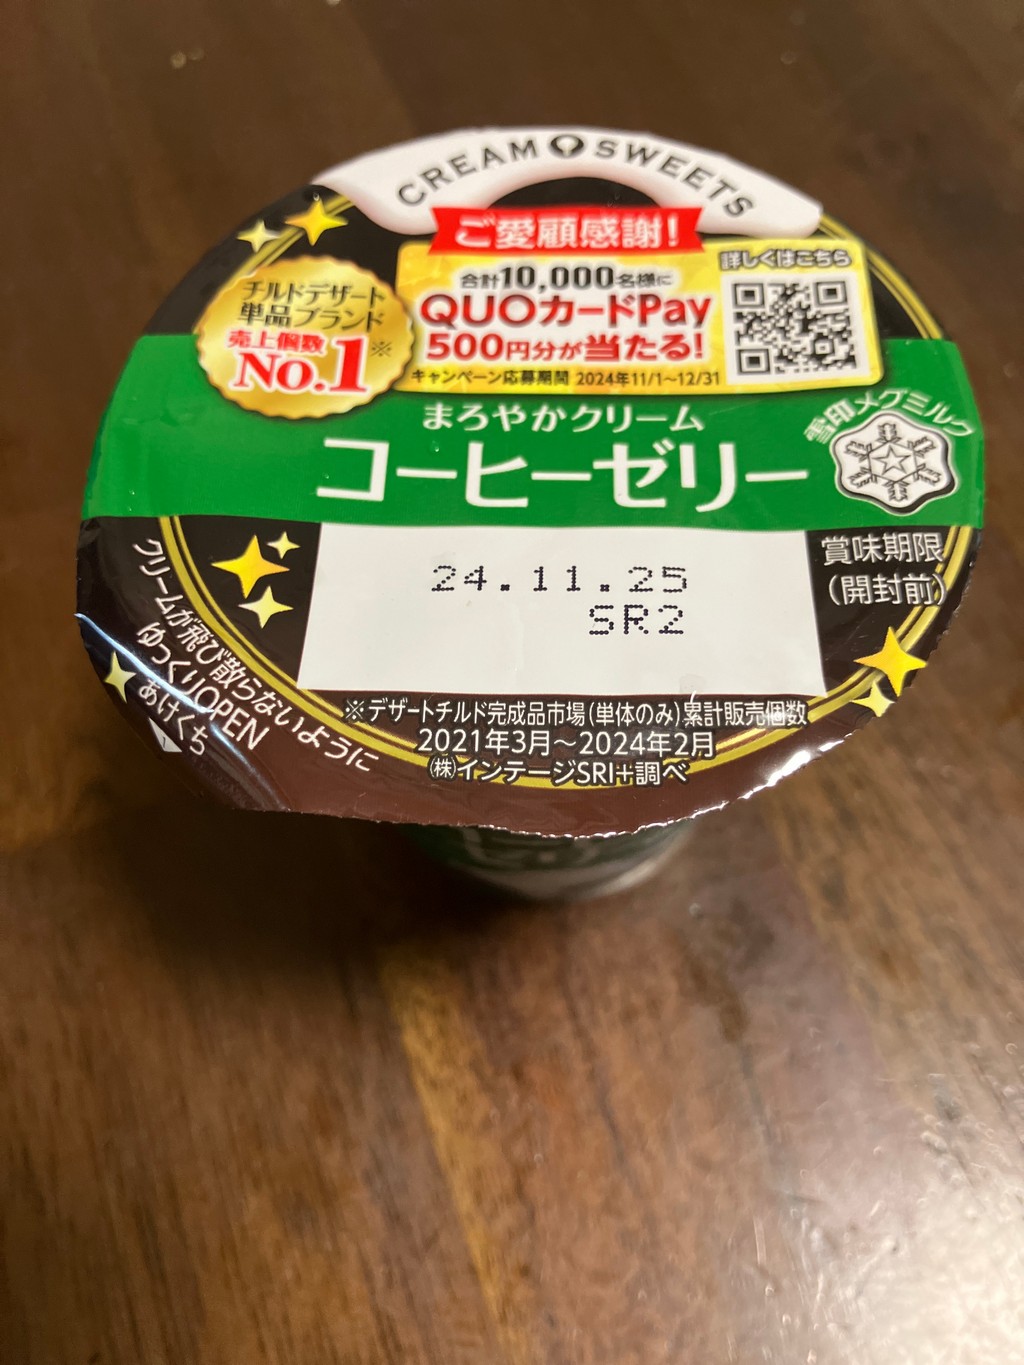 CREAM SWEETS
ご愛顧感謝!
チルドデザート
単品ブランド
売上個数
No.1※
合計10,000名様に
QUOカードPay
500円分が当たる!
キャンペーン応募期間 2024年11/1~12/31
詳しくはこちら
雪印メグミルク
まろやかクリーム
コーヒーゼリー
24.11.25
SR2
賞味期限
(開封前)
クリームが飛び散らないように
ゆっくりOPEN
あけくち
※デザートチルド完成品市場(単体のみ)累計販売個数
2021年3月~2024年2月
㈱インテージSRI+調べ